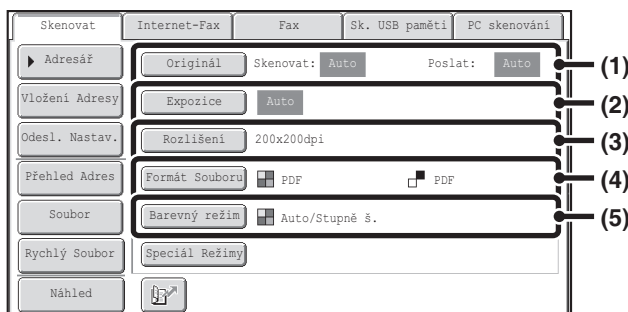 Skenovat Internet-Fax Fax Sk. USB paměti PC skenování
Adresář Originál Skenovat: Auto Poslat: Auto (1)
Vložení Adresy Expozice Auto (2)
Odesl. Nastav. Rozlišení 200x200dpi (3)
Přehled Adres Formát Souboru PDF PDF (4)
Soubor Barevný režim Auto/Stupně š. (5)
Rychlý Soubor Speciál Režimy
Náhled